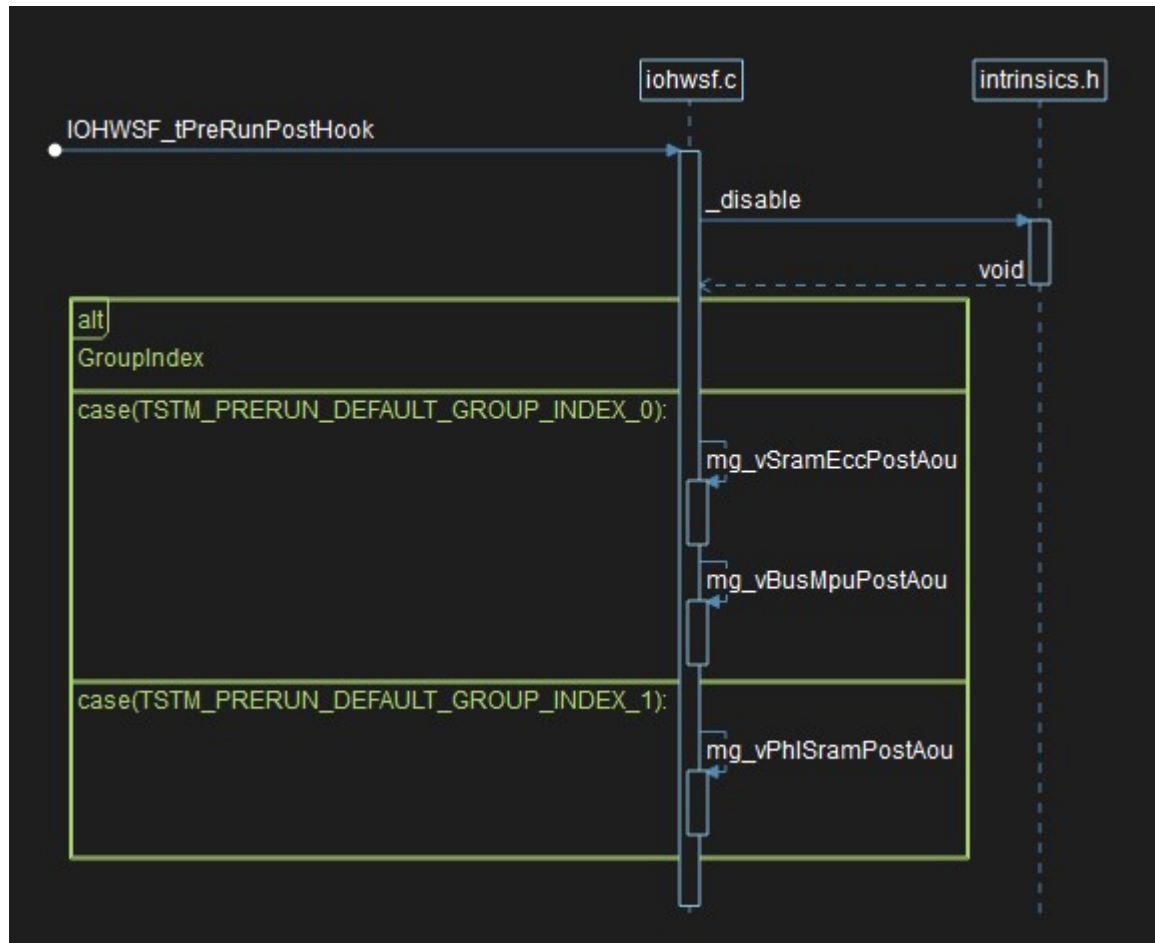 iohwsf.c
intrinsics.h
IOHWSF_tPreRunPostHook
_disable
void
alt
GroupIndex
case(TSTM_PRERUN_DEFAULT_GROUP_INDEX_0):
mg_vSramEccPostAou
mg_vBusMpuPostAou
case(TSTM_PRERUN_DEFAULT_GROUP_INDEX_1):
mg_vPhlSramPostAou